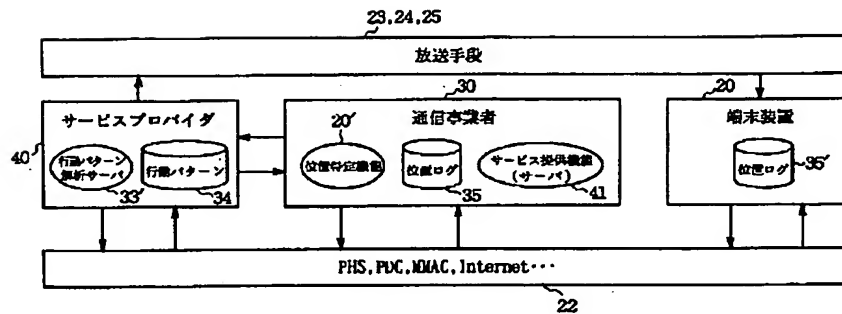 23,24,25
放送手段
30
20
サービスプロバイダ
通信事業者
端末装置
40
20'
行動パターン
解析サーバ
行動パターン
位置特定機能
位置ログ
サービス提供機能
(サーバ)
位置ログ
33'
34
35
41
35'
PHS,PDC,MMAC,Internet･･･
22